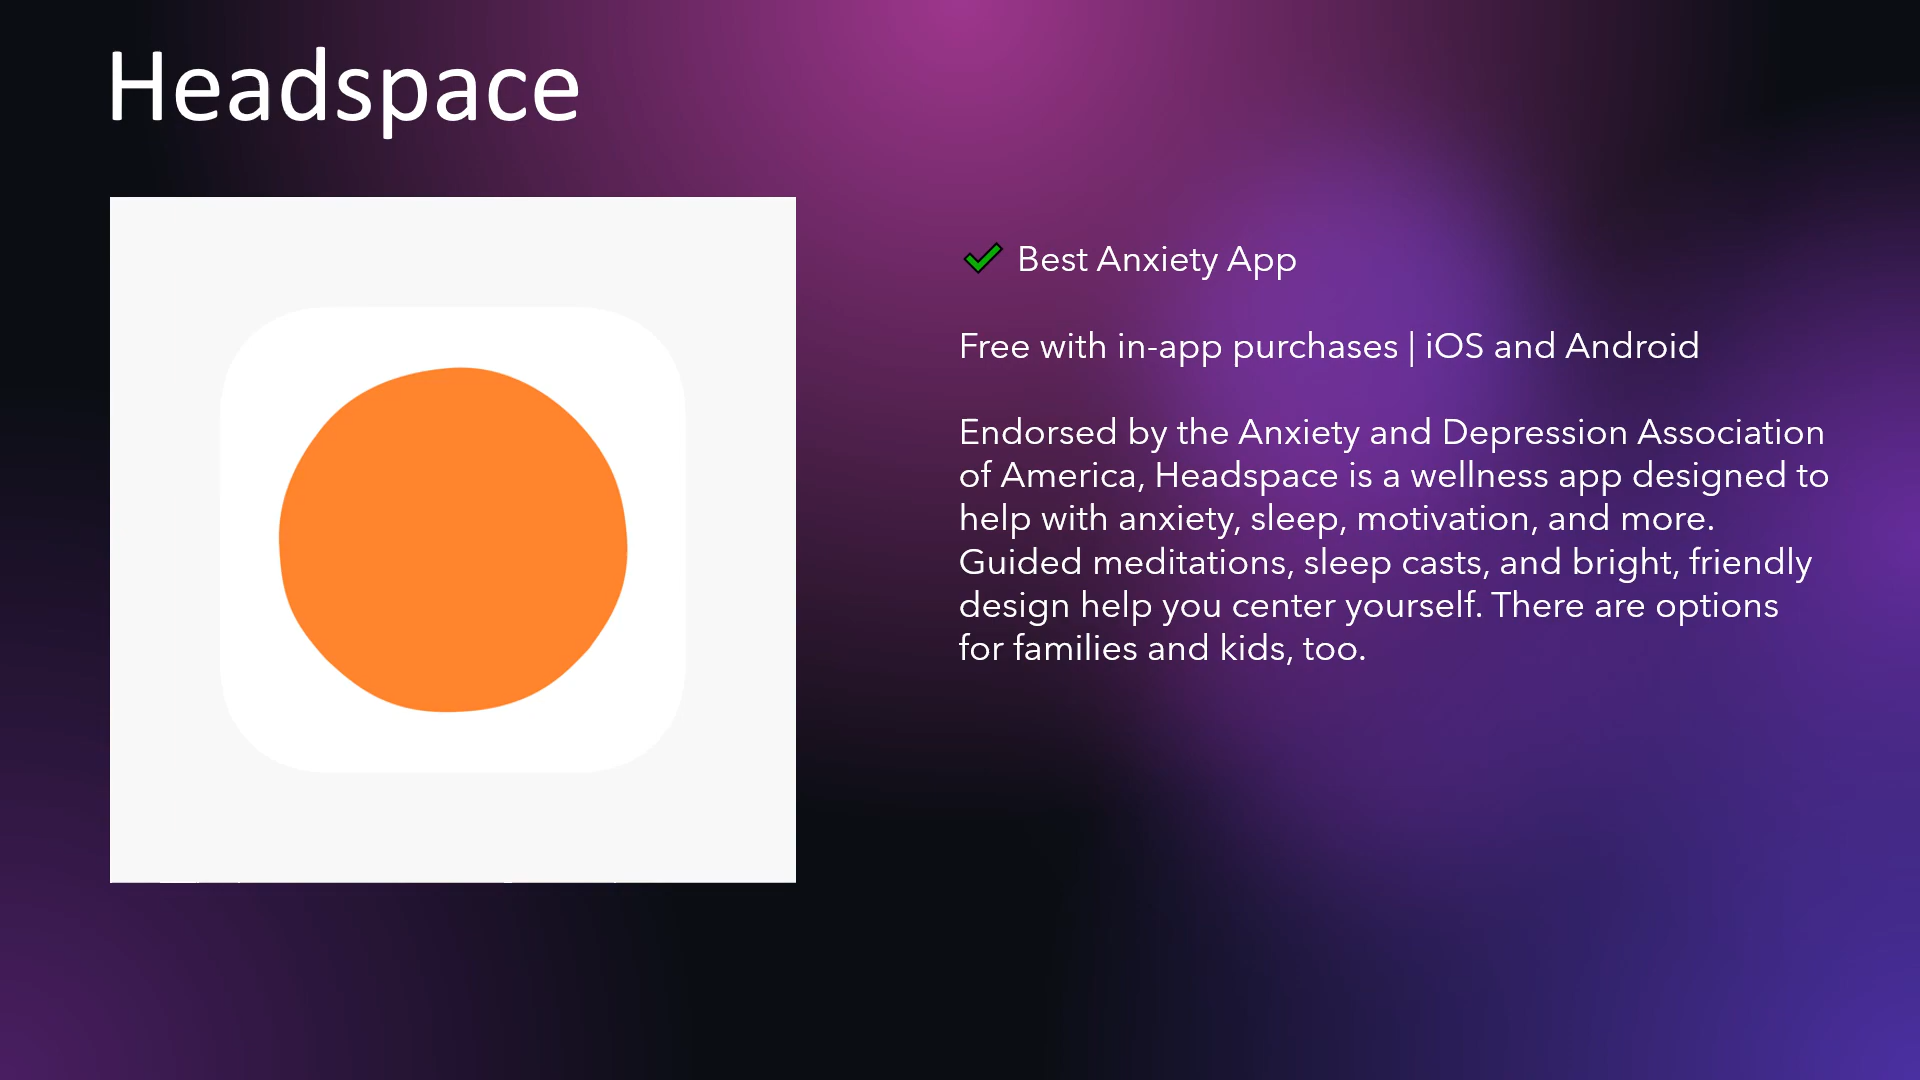 Headspace
Best Anxiety App
Free with in-app purchases | iOS and Android
Endorsed by the Anxiety and Depression Association
of America, Headspace is a wellness app designed to
help with anxiety, sleep, motivation, and more.
Guided meditations, sleep casts, and bright, friendly
design help you center yourself. There are options
for families and kids, too.